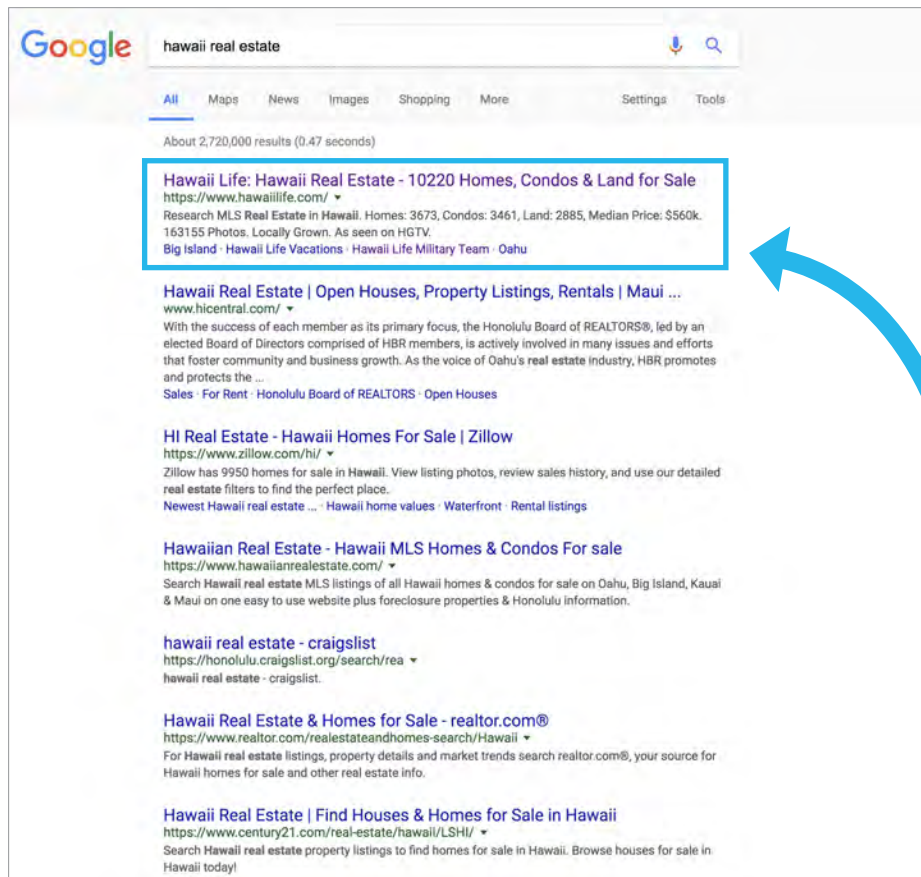 Google
hawaii real estate
All Maps News Images Shopping More Settings Tools
About 2,720,000 results (0.47 seconds)
Hawaii Life: Hawaii Real Estate - 10220 Homes, Condos & Land for Sale
https://www.hawaiilife.com/
Research MLS Real Estate in Hawaii. Homes: 3673, Condos: 3461, Land: 2885, Median Price: $560k.
163155 Photos. Locally Grown. As seen on HGTV.
Big Island · Hawaii Life Vacations · Hawaii Life Military Team · Oahu
Hawaii Real Estate | Open Houses, Property Listings, Rentals | Maui ...
www.hicentral.com/
With the success of each member as its primary focus, the Honolulu Board of REALTORS®, led by an
elected Board of Directors comprised of HBR members, is actively involved in many issues and efforts
that foster community and business growth. As the voice of Oahu's real estate industry, HBR promotes
and protects the ...
Sales · For Rent · Honolulu Board of REALTORS · Open Houses
HI Real Estate - Hawaii Homes For Sale | Zillow
https://www.zillow.com/hi/
Zillow has 9950 homes for sale in Hawaii. View listing photos, review sales history, and use our detailed
real estate filters to find the perfect place.
Newest Hawaii real estate ... · Hawaii home values · Waterfront · Rental listings
Hawaiian Real Estate - Hawaii MLS Homes & Condos For sale
https://www.hawaiianrealestate.com/
Search Hawaii real estate MLS listings of all Hawaii homes & condos for sale on Oahu, Big Island, Kauai
& Maui on one easy to use website plus foreclosure properties & Honolulu information.
hawaii real estate - craigslist
https://honolulu.craigslist.org/search/rea
hawaii real estate - craigslist.
Hawaii Real Estate & Homes for Sale - realtor.com®
https://www.realtor.com/realestateandhomes-search/Hawaii
For Hawaii real estate listings, property details and market trends search realtor.com®, your source for
Hawaii homes for sale and other real estate info.
Hawaii Real Estate | Find Houses & Homes for Sale in Hawaii
https://www.century21.com/real-estate/hawaii/LSHI/
Search Hawaii real estate property listings to find homes for sale in Hawaii. Browse houses for sale in
Hawaii today!